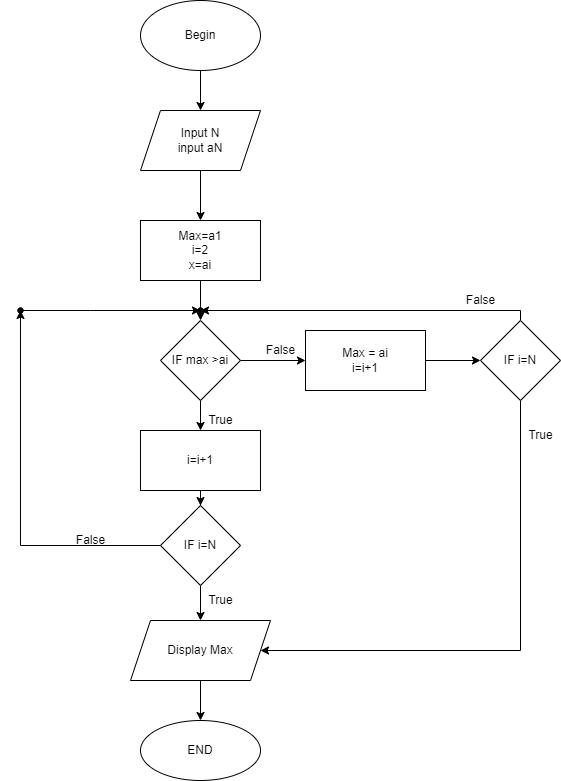 Begin
Input N
input aN
Max=a1
i=2
x=ai
False
IF max >ai
False
Max = ai
i=i+1
IF i=N
True
True
i=i+1
False
IF i=N
True
Display Max
END